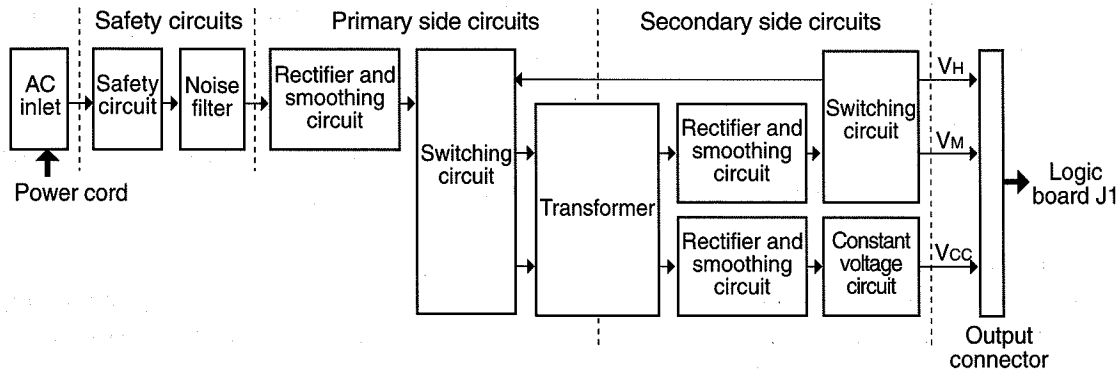 Safety circuits
Primary side circuits
Secondary side circuits
AC
inlet
Safety
circuit
Noise
filter
Rectifier and
smoothing
circuit
Switching
circuit
Transformer
Rectifier and
smoothing
circuit
Switching
circuit
Rectifier and
smoothing
circuit
Constant
voltage
circuit
VH
VM
VCC
Logic
board J1
Power cord
Output
connector